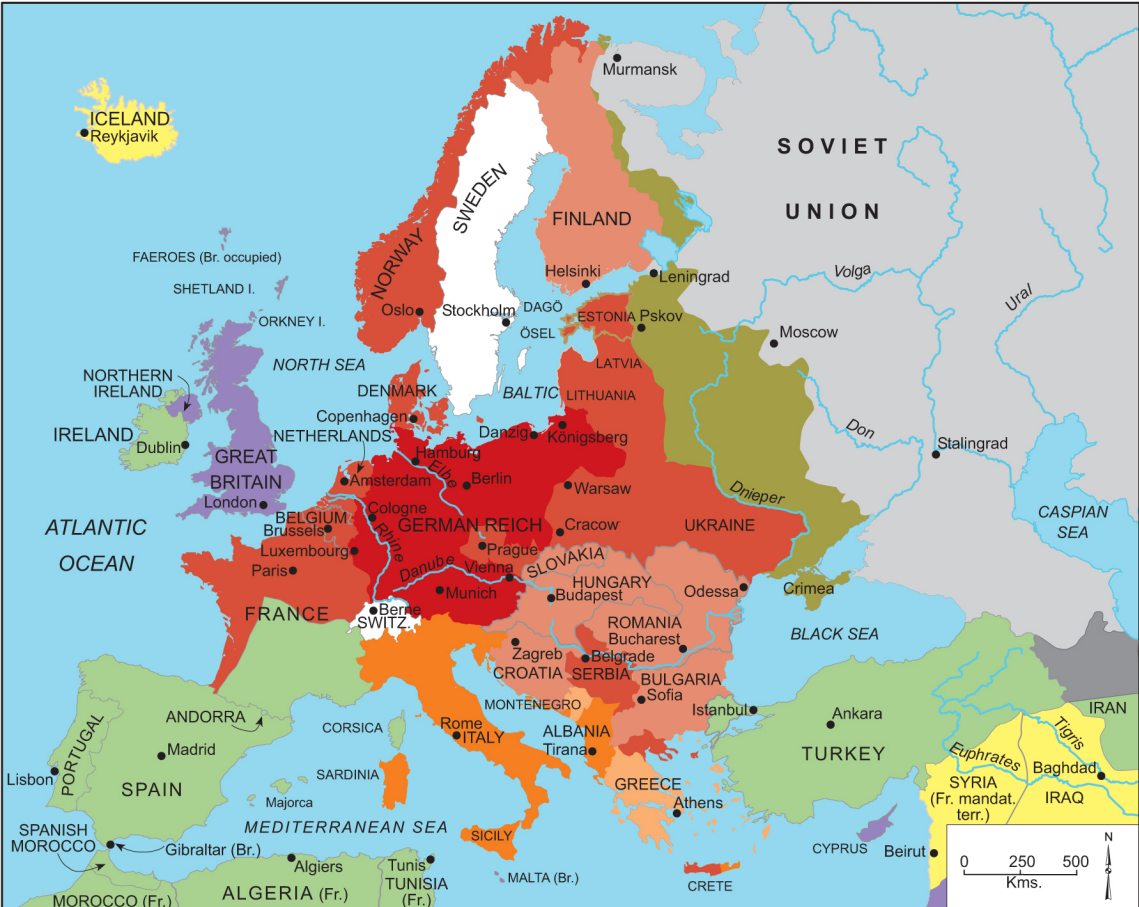 Murmansk
ICELAND
Reykjavik
SOVIET
UNION
SWEDEN
FINLAND
NORWAY
FAEROES (Br. occupied)
SHETLAND I.
ORKNEY I.
Helsinki
Leningrad
Volga
Ural
Oslo
Stockholm
DAGÖ
ÖSEL
ESTONIA
Pskov
Moscow
NORTH SEA
LATVIA
NORTHERN
IRELAND
DENMARK
BALTIC
LITHUANIA
Copenhagen
IRELAND
Dublin
NETHERLANDS
Danzig
Königsberg
Don
Stalingrad
GREAT
BRITAIN
Hamburg
Elbe
Berlin
Amsterdam
Warsaw
Dnieper
London
Cologne
ATLANTIC
OCEAN
BELGIUM
Brussels
GERMAN REICH
Rhine
Cracow
UKRAINE
CASPIAN
SEA
Luxembourg
Prague
SLOVAKIA
Paris
Danube
Vienna
HUNGARY
Budapest
Munich
Odessa
Crimea
FRANCE
Berne
SWITZ.
ROMANIA
Bucharest
BLACK SEA
Zagreb
CROATIA
Belgrade
SERBIA
BULGARIA
Sofia
MONTENEGRO
Istanbul
IRAN
ANDORRA
CORSICA
Rome
ITALY
ALBANIA
Tirana
Ankara
TURKEY
Tigris
Euphrates
Baghdad
PORTUGAL
Madrid
Lisbon
SPAIN
SARDINIA
Majorca
GREECE
Athens
SYRIA
(Fr. mandat.
terr.)
IRAQ
MEDITERRANEAN SEA
SPANISH
MOROCCO
Gibraltar (Br.)
SICILY
CYPRUS
Beirut
Algiers
Tunis
TUNISIA
(Fr.)
MALTA (Br.)
CRETE
MOROCCO (Fr.)
ALGERIA (Fr.)
N
0 250 500
Kms.